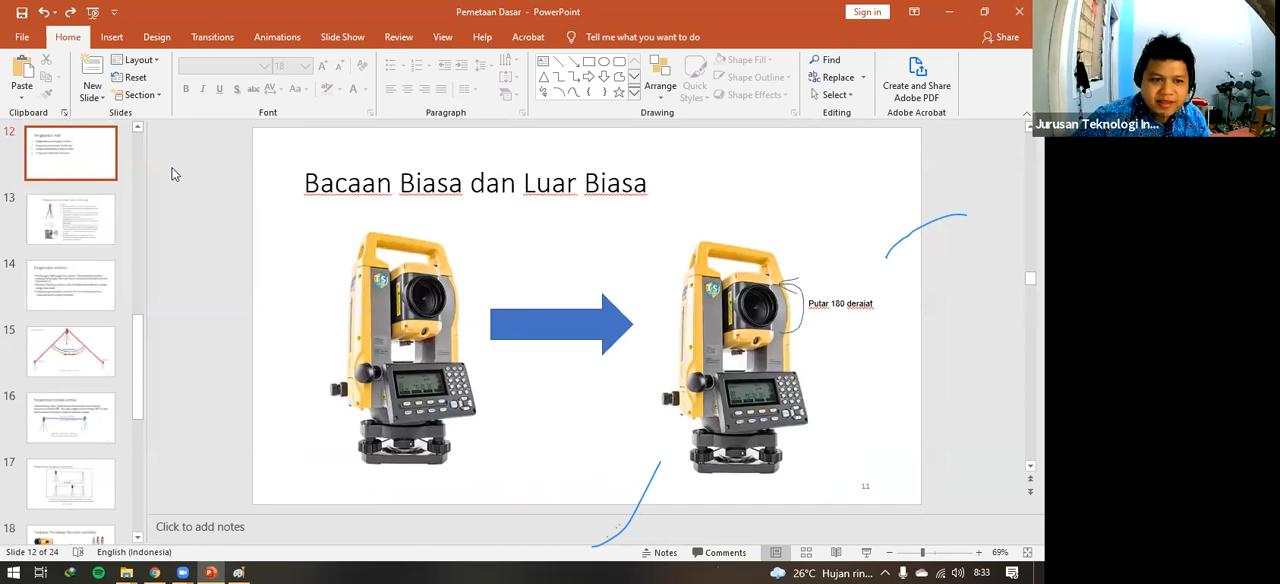 Pemetaan Dasar - PowerPoint
Sign in
File
Home
Insert
Design
Transitions
Animations
Slide Show
Review
View
Help
Acrobat
Tell me what you want to do
Share
Paste
Clipboard
New
Slide
Layout
Reset
Section
Slides
18
B I U S abc AV Aa A
Font
Paragraph
Arrange
Quick
Styles
Shape Fill
Shape Outline
Shape Effects
Drawing
Find
Replace
Select
Editing
Create and Share
Adobe PDF
Adobe Acrobat
Jurusan Teknologi In...
12
13
14
15
16
17
18
Bacaan Biasa dan Luar Biasa
Putar 180 derajat
11
Click to add notes
Slide 12 of 24
English (Indonesia)
Notes
Comments
69%
26°C Hujan rin...
8:33